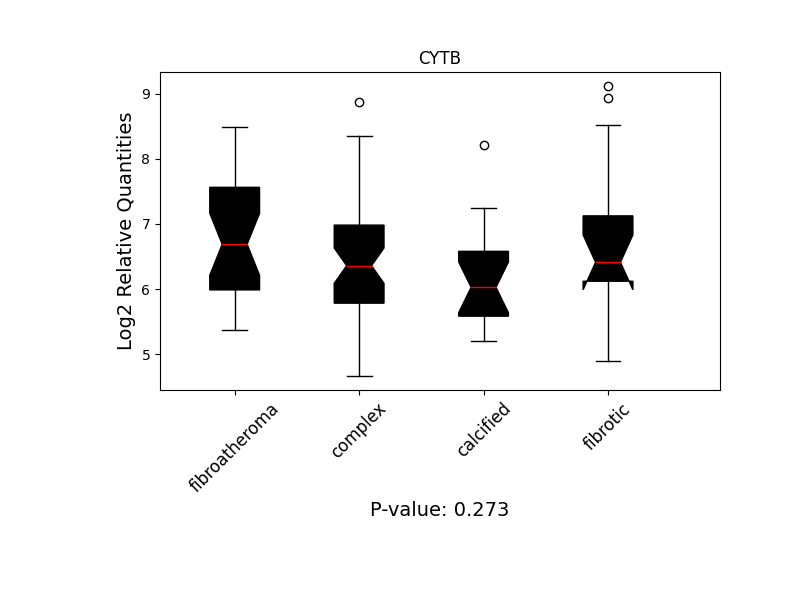 CYTB
Log2 Relative Quantities
9
8
7
6
5
fibroatheroma
complex
calcified
fibrotic
P-value: 0.273